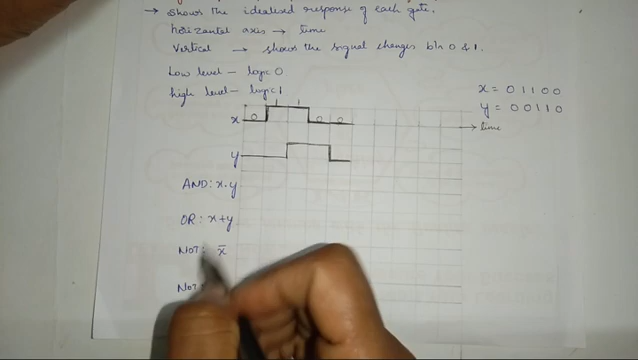 → shows the idealised response of each gate.
horizontal axis → time
Vertical → shows the signal changes b/n 0 & 1.
Low level – logic 0
high level – logic 1
x = 0 1 1 0 0
y = 0 0 1 1 0
x 0 1 1 0 0
→ time
y
AND: x·y
OR: x+y
NOT: x̄
NOT